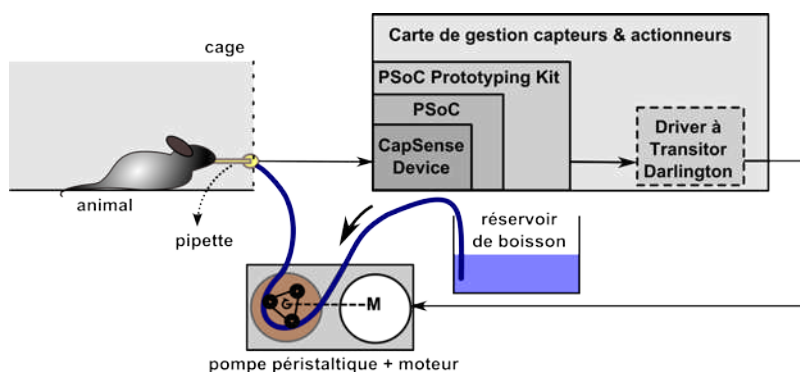 cage
Carte de gestion capteurs & actionneurs
PSoC Prototyping Kit
PSoC
CapSense
Device
Driver à
Transitor
Darlington
animal
pipette
réservoir
de boisson
G
M
pompe péristaltique + moteur